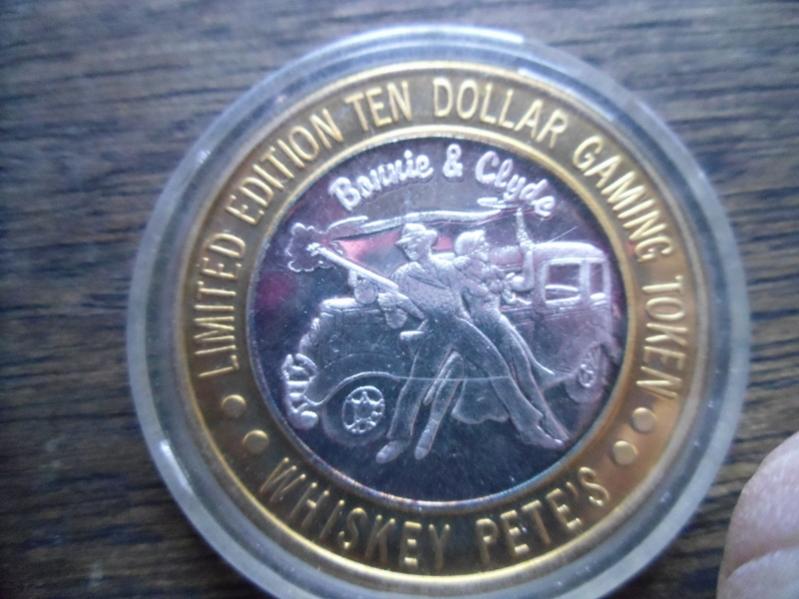 LIMITED EDITION TEN DOLLAR GAMING TOKEN
Bonnie & Clyde
WHISKEY PETE'S